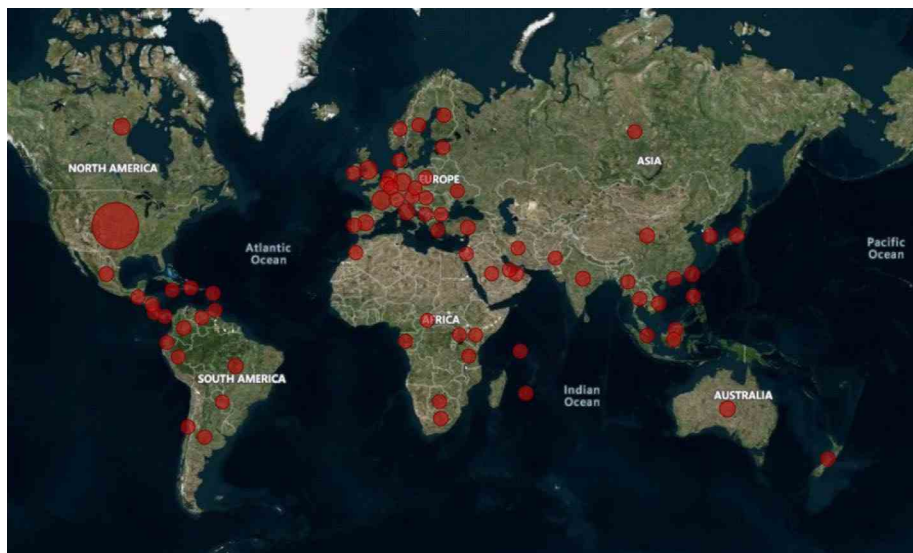 NORTH AMERICA
EUROPE
ASIA
Atlantic
Ocean
Pacific
Ocean
AFRICA
SOUTH AMERICA
Indian
Ocean
AUSTRALIA